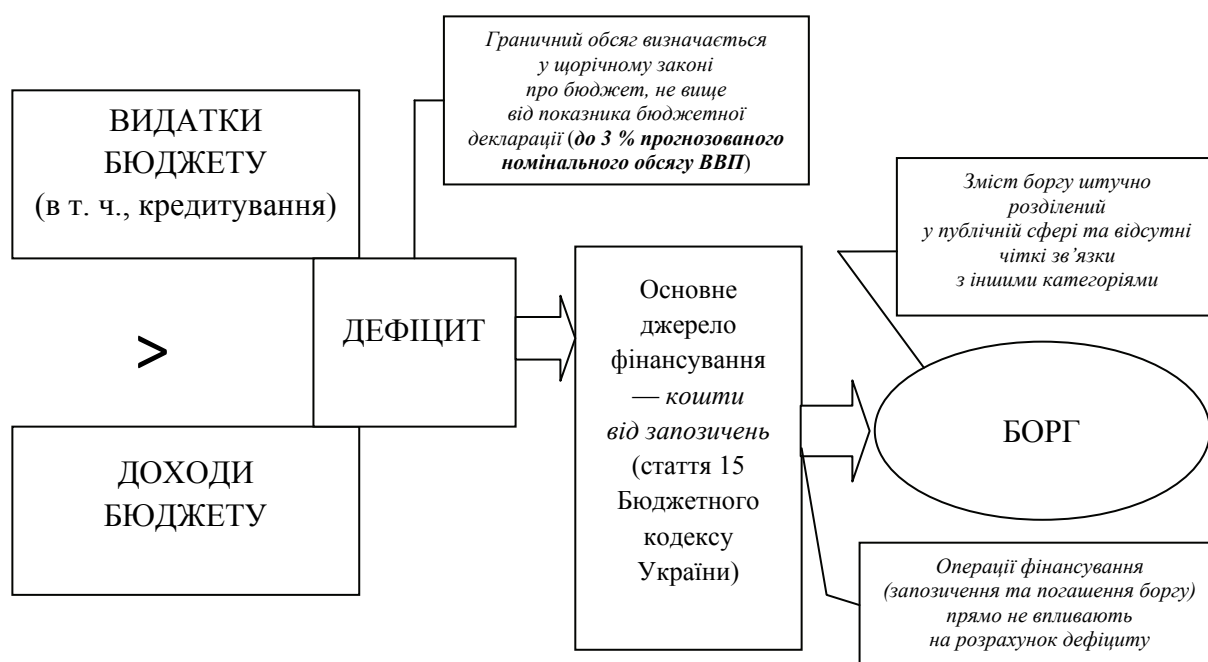 Граничний обсяг визначається
у щорічному законі
про бюджет, не вище
від показника бюджетної
декларації (до 3 % прогнозованого
номінального обсягу ВВП)
ВИДАТКИ
БЮДЖЕТУ
(в т. ч., кредитування)
>
ДОХОДИ
БЮДЖЕТУ
ДЕФІЦИТ
Основне
джерело
фінансування
— кошти
від запозичень
(стаття 15
Бюджетного
кодексу
України)
Зміст боргу штучно
розділений
у публічній сфері та відсутні
чіткі зв’язки
з іншими категоріями
БОРГ
Операції фінансування
(запозичення та погашення боргу)
прямо не впливають
на розрахунок дефіциту